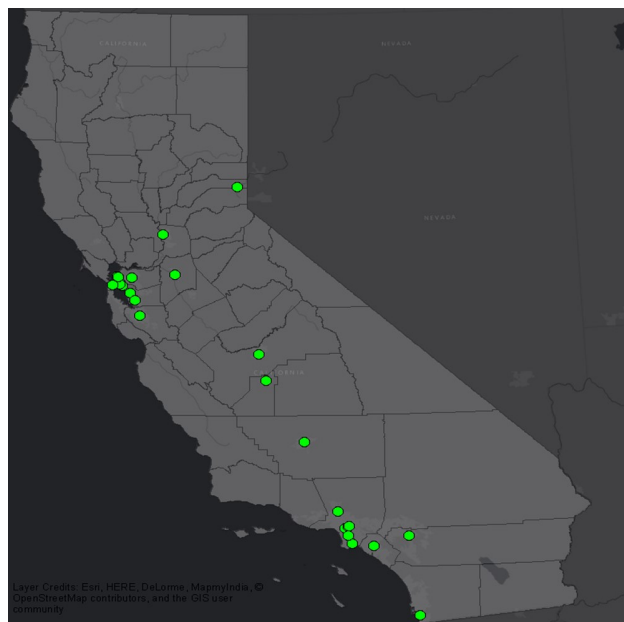 CALIFORNIA
NEVADA
NEVADA
CALIFORNIA
Layer Credits: Esri, HERE, DeLorme, MapmyIndia, ©
OpenStreetMap contributors, and the GIS user
community